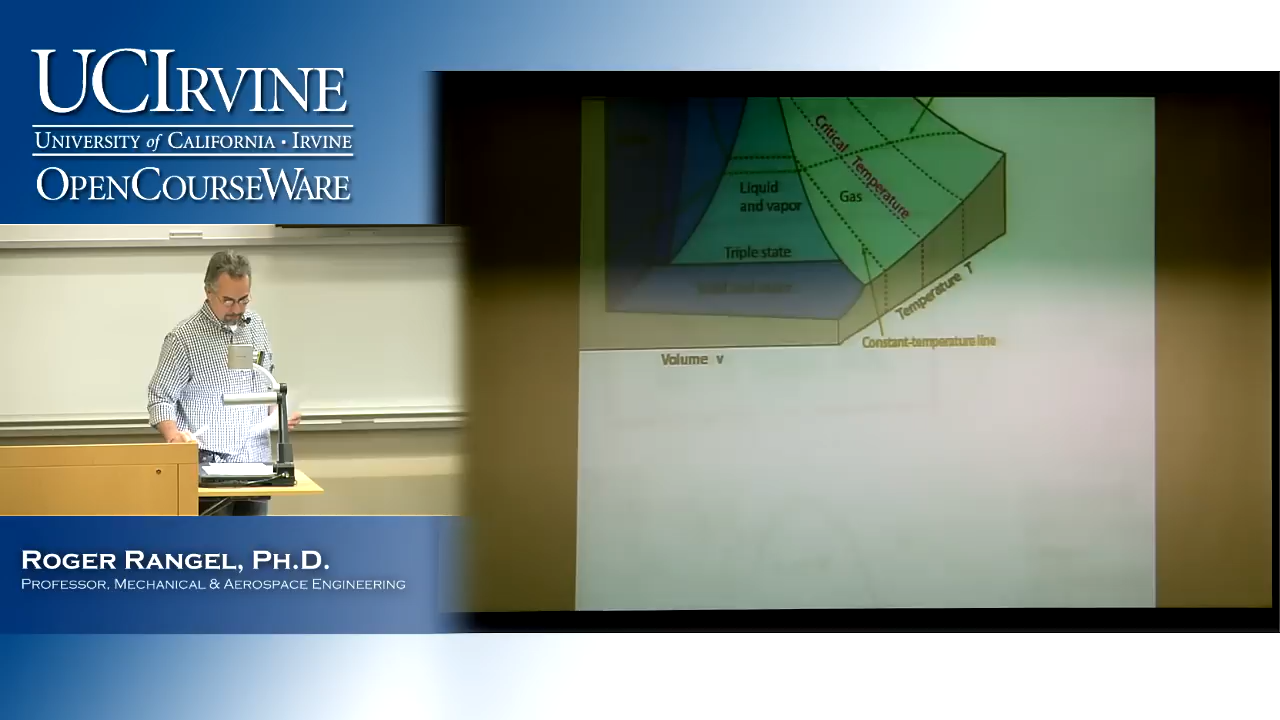 UCIRVINE
UNIVERSITY of CALIFORNIA · IRVINE
OPENCOURSEWARE
Critical Temperature
Liquid
and vapor
Gas
Triple state
Temperature T
Constant-temperature line
Volume v
ROGER RANGEL, PH.D.
PROFESSOR, MECHANICAL & AEROSPACE ENGINEERING